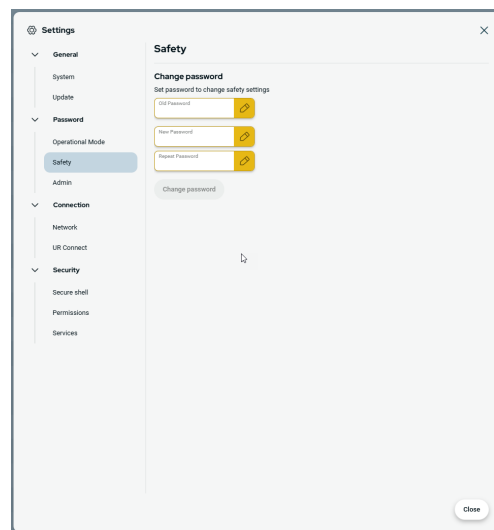 Settings
General
System
Update
Password
Operational Mode
Safety
Admin
Connection
Network
UR Connect
Security
Secure shell
Permissions
Services
Safety
Change password
Set password to change safety settings
Old Password
New Password
Repeat Password
Change password
Close